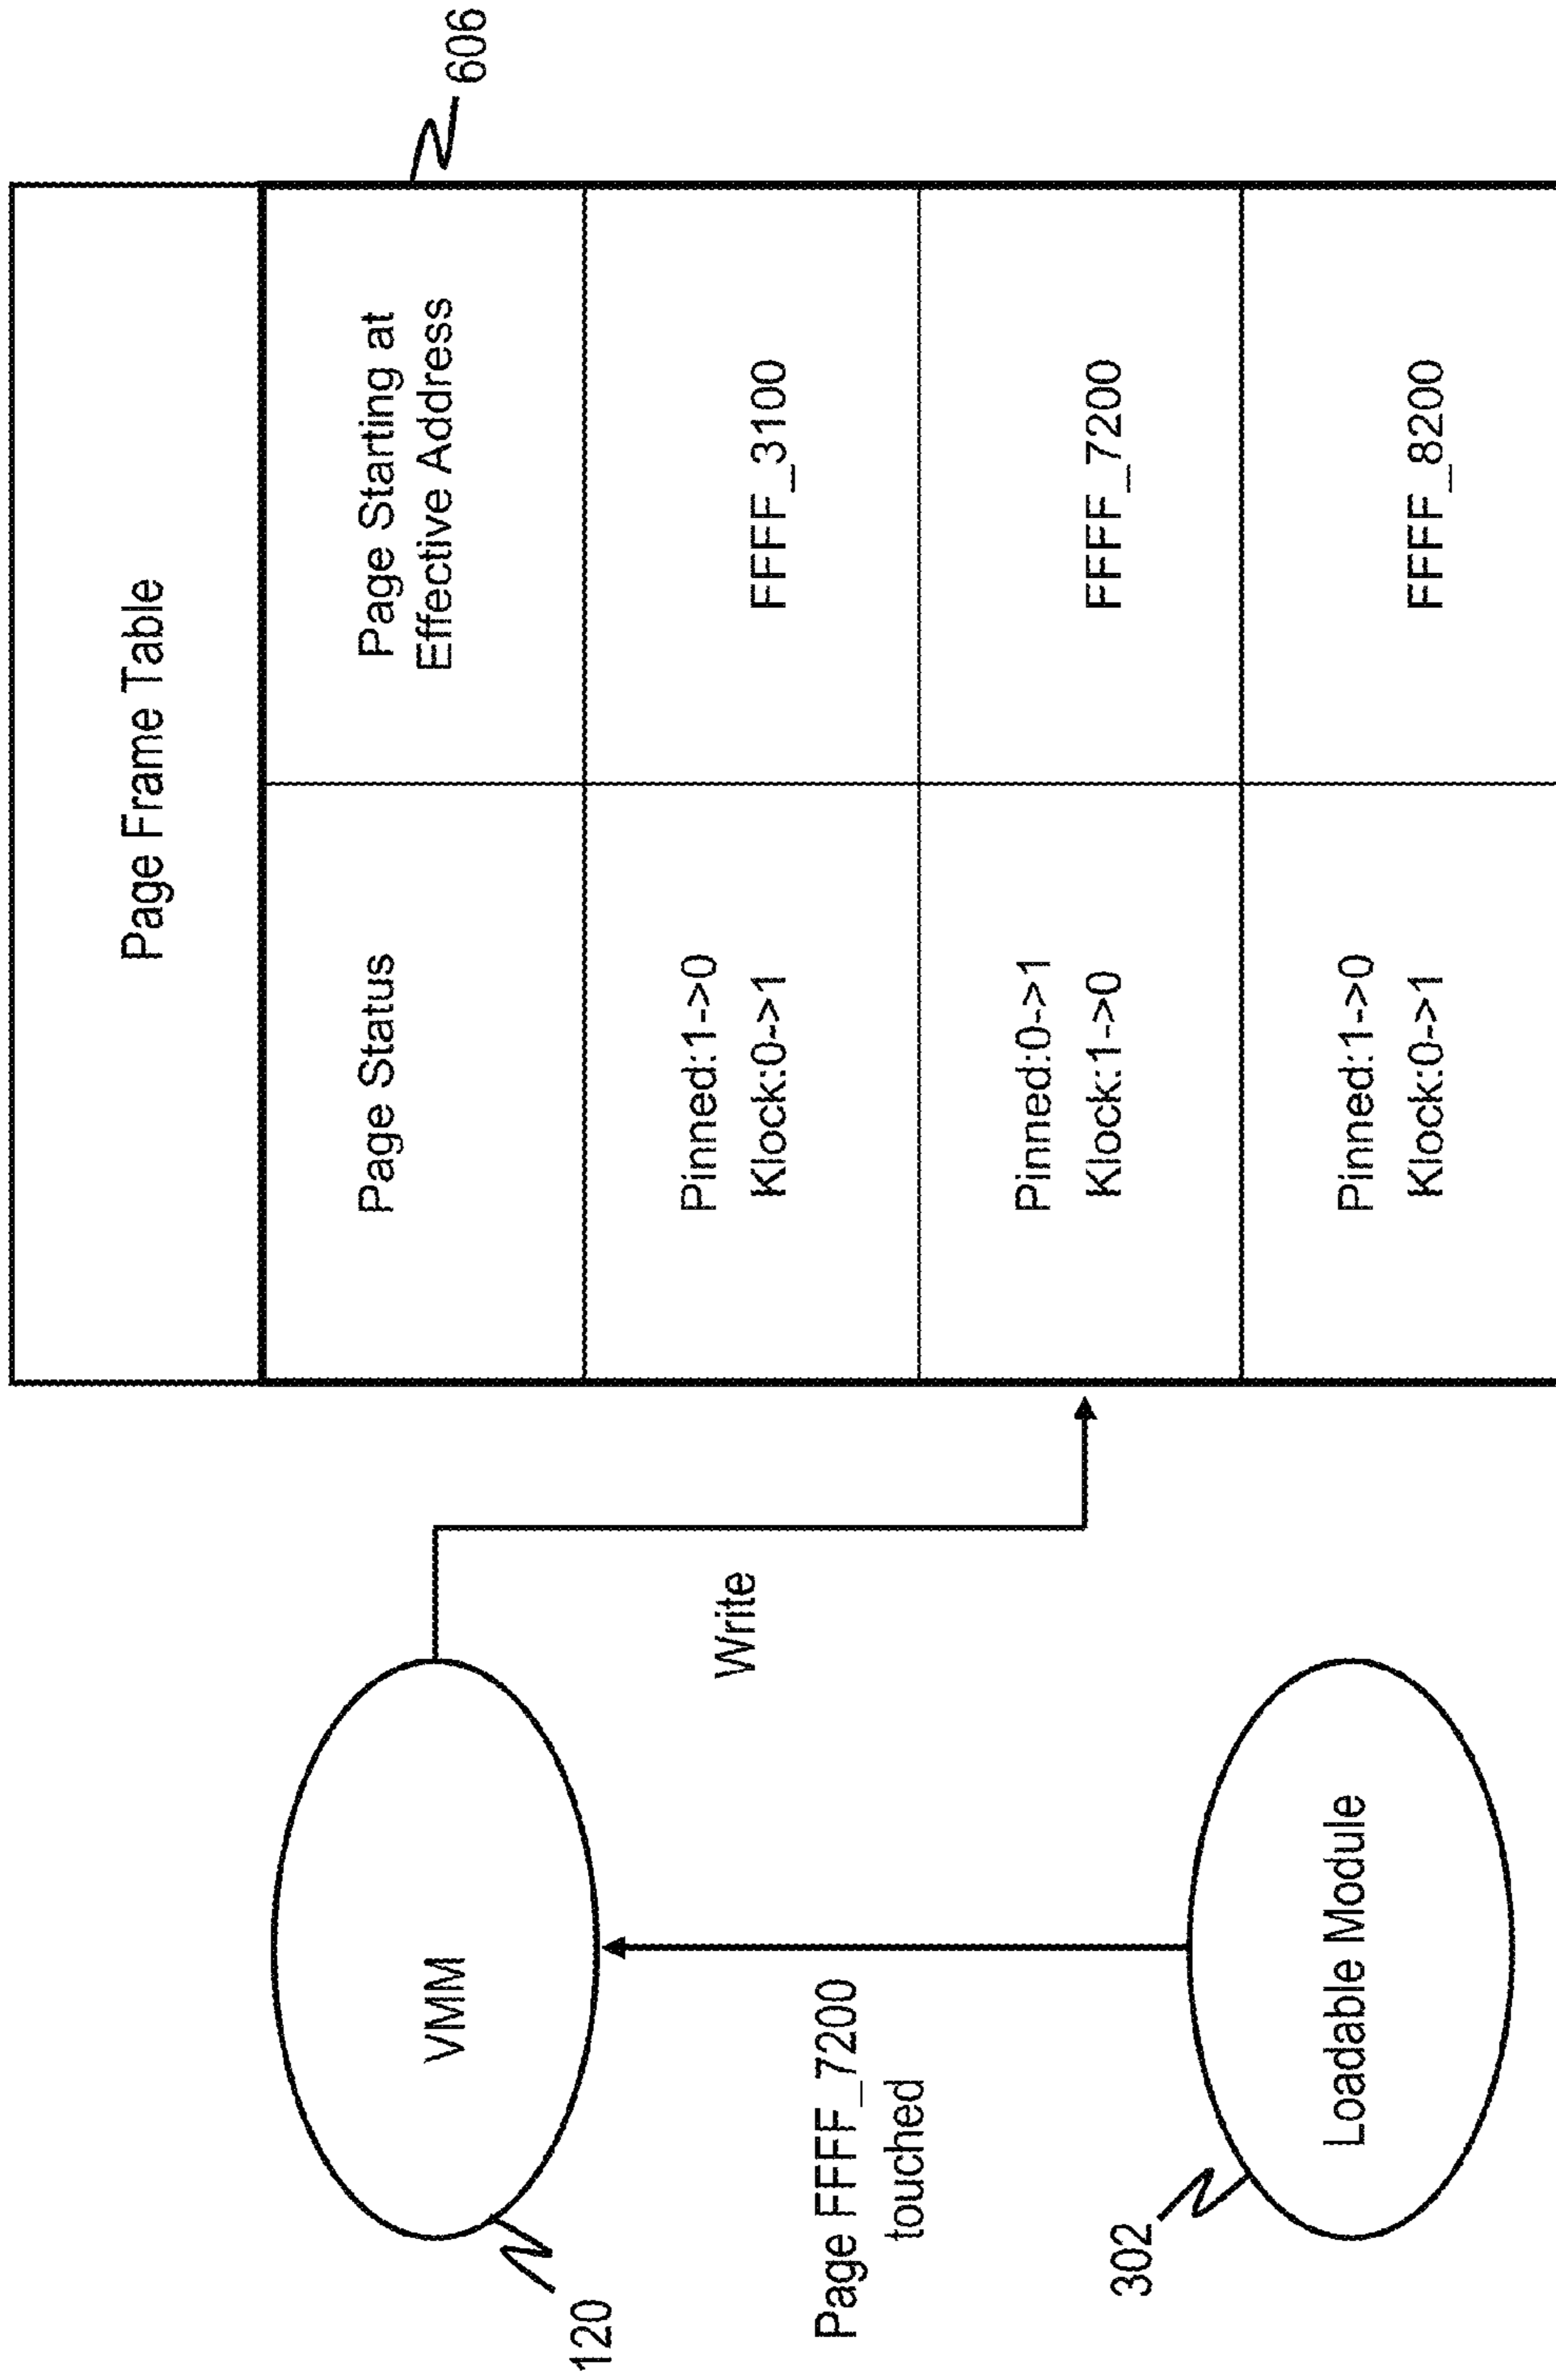 Page Frame Table
606
Page Status
Page Starting at
Effective Address
Pinned:1->0
Klock:0->1
FFFF_3100
Pinned:0->1
Klock:1->0
FFFF_7200
Pinned:1->0
Klock:0->1
FFFF_8200
120
VMM
Write
Page FFFF_7200
touched
302
Loadable Module